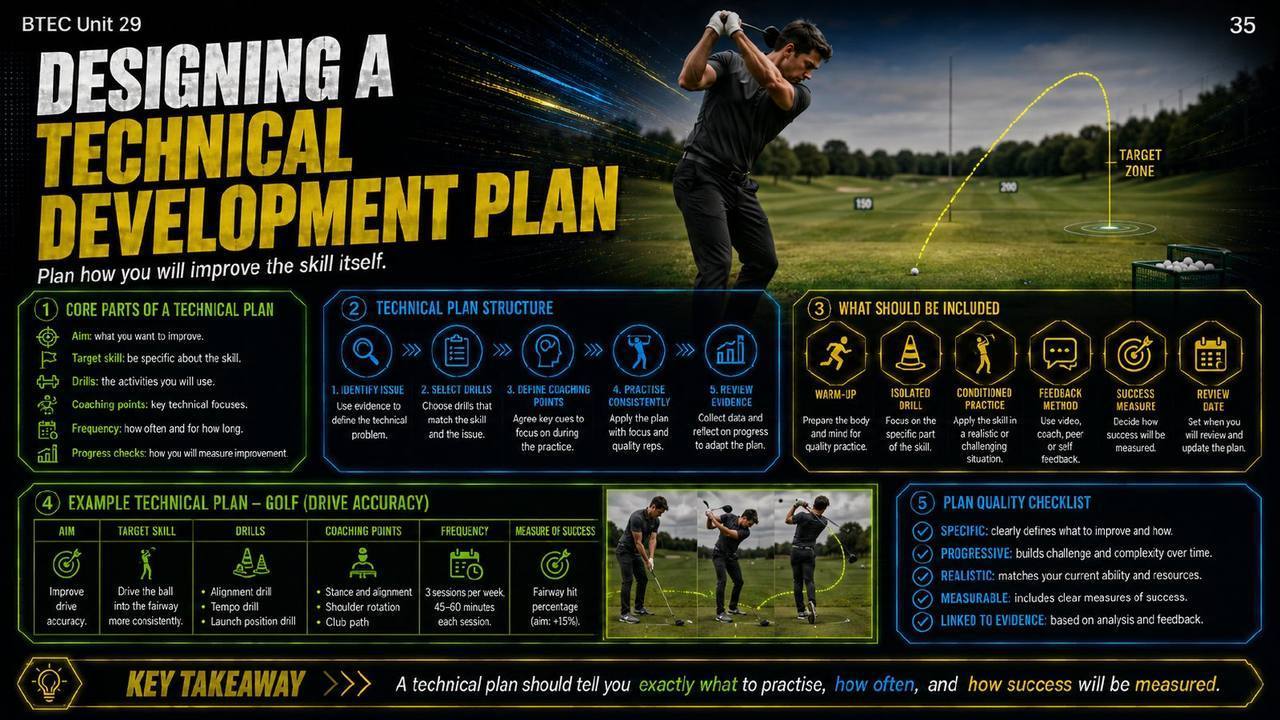 BTEC Unit 29
35
DESIGNING A
TECHNICAL
DEVELOPMENT PLAN
Plan how you will improve the skill itself.
150
200
TARGET
ZONE
1 CORE PARTS OF A TECHNICAL PLAN
Aim: what you want to improve.
Target skill: be specific about the skill.
Drills: the activities you will use.
Coaching points: key technical focuses.
Frequency: how often and for how long.
Progress checks: how you will measure improvement.
2 TECHNICAL PLAN STRUCTURE
1. IDENTIFY ISSUE
Use evidence to
define the technical
problem.
2. SELECT DRILLS
Choose drills that
match the skill
and the issue.
3. DEFINE COACHING
POINTS
Agree key cues to
focus on during
the practice.
4. PRACTISE
CONSISTENTLY
Apply the plan
with focus and
quality reps.
5. REVIEW
EVIDENCE
Collect data and
reflect on progress
to adapt the plan.
3 WHAT SHOULD BE INCLUDED
WARM-UP
Prepare the body
and mind for
quality practice.
ISOLATED
DRILL
Focus on the
specific part
of the skill.
CONDITIONED
PRACTICE
Apply the skill in
a realistic or
challenging
situation.
FEEDBACK
METHOD
Use video,
coach, peer
or self
feedback.
SUCCESS
MEASURE
Decide how
success will be
measured.
REVIEW
DATE
Set when you
will review and
update the plan.
4 EXAMPLE TECHNICAL PLAN – GOLF (DRIVE ACCURACY)
AIM
Improve
drive
accuracy.
TARGET SKILL
Drive the ball
into the fairway
more consistently.
DRILLS
• Alignment drill
• Tempo drill
• Launch position drill
COACHING POINTS
• Stance and alignment
• Shoulder rotation
• Club path
FREQUENCY
3 sessions per week.
45–60 minutes
each session.
MEASURE OF SUCCESS
Fairway hit
percentage
(aim: +15%).
5 PLAN QUALITY CHECKLIST
SPECIFIC: clearly defines what to improve and how.
PROGRESSIVE: builds challenge and complexity over time.
REALISTIC: matches your current ability and resources.
MEASURABLE: includes clear measures of success.
LINKED TO EVIDENCE: based on analysis and feedback.
KEY TAKEAWAY
A technical plan should tell you exactly what to practise, how often, and how success will be measured.